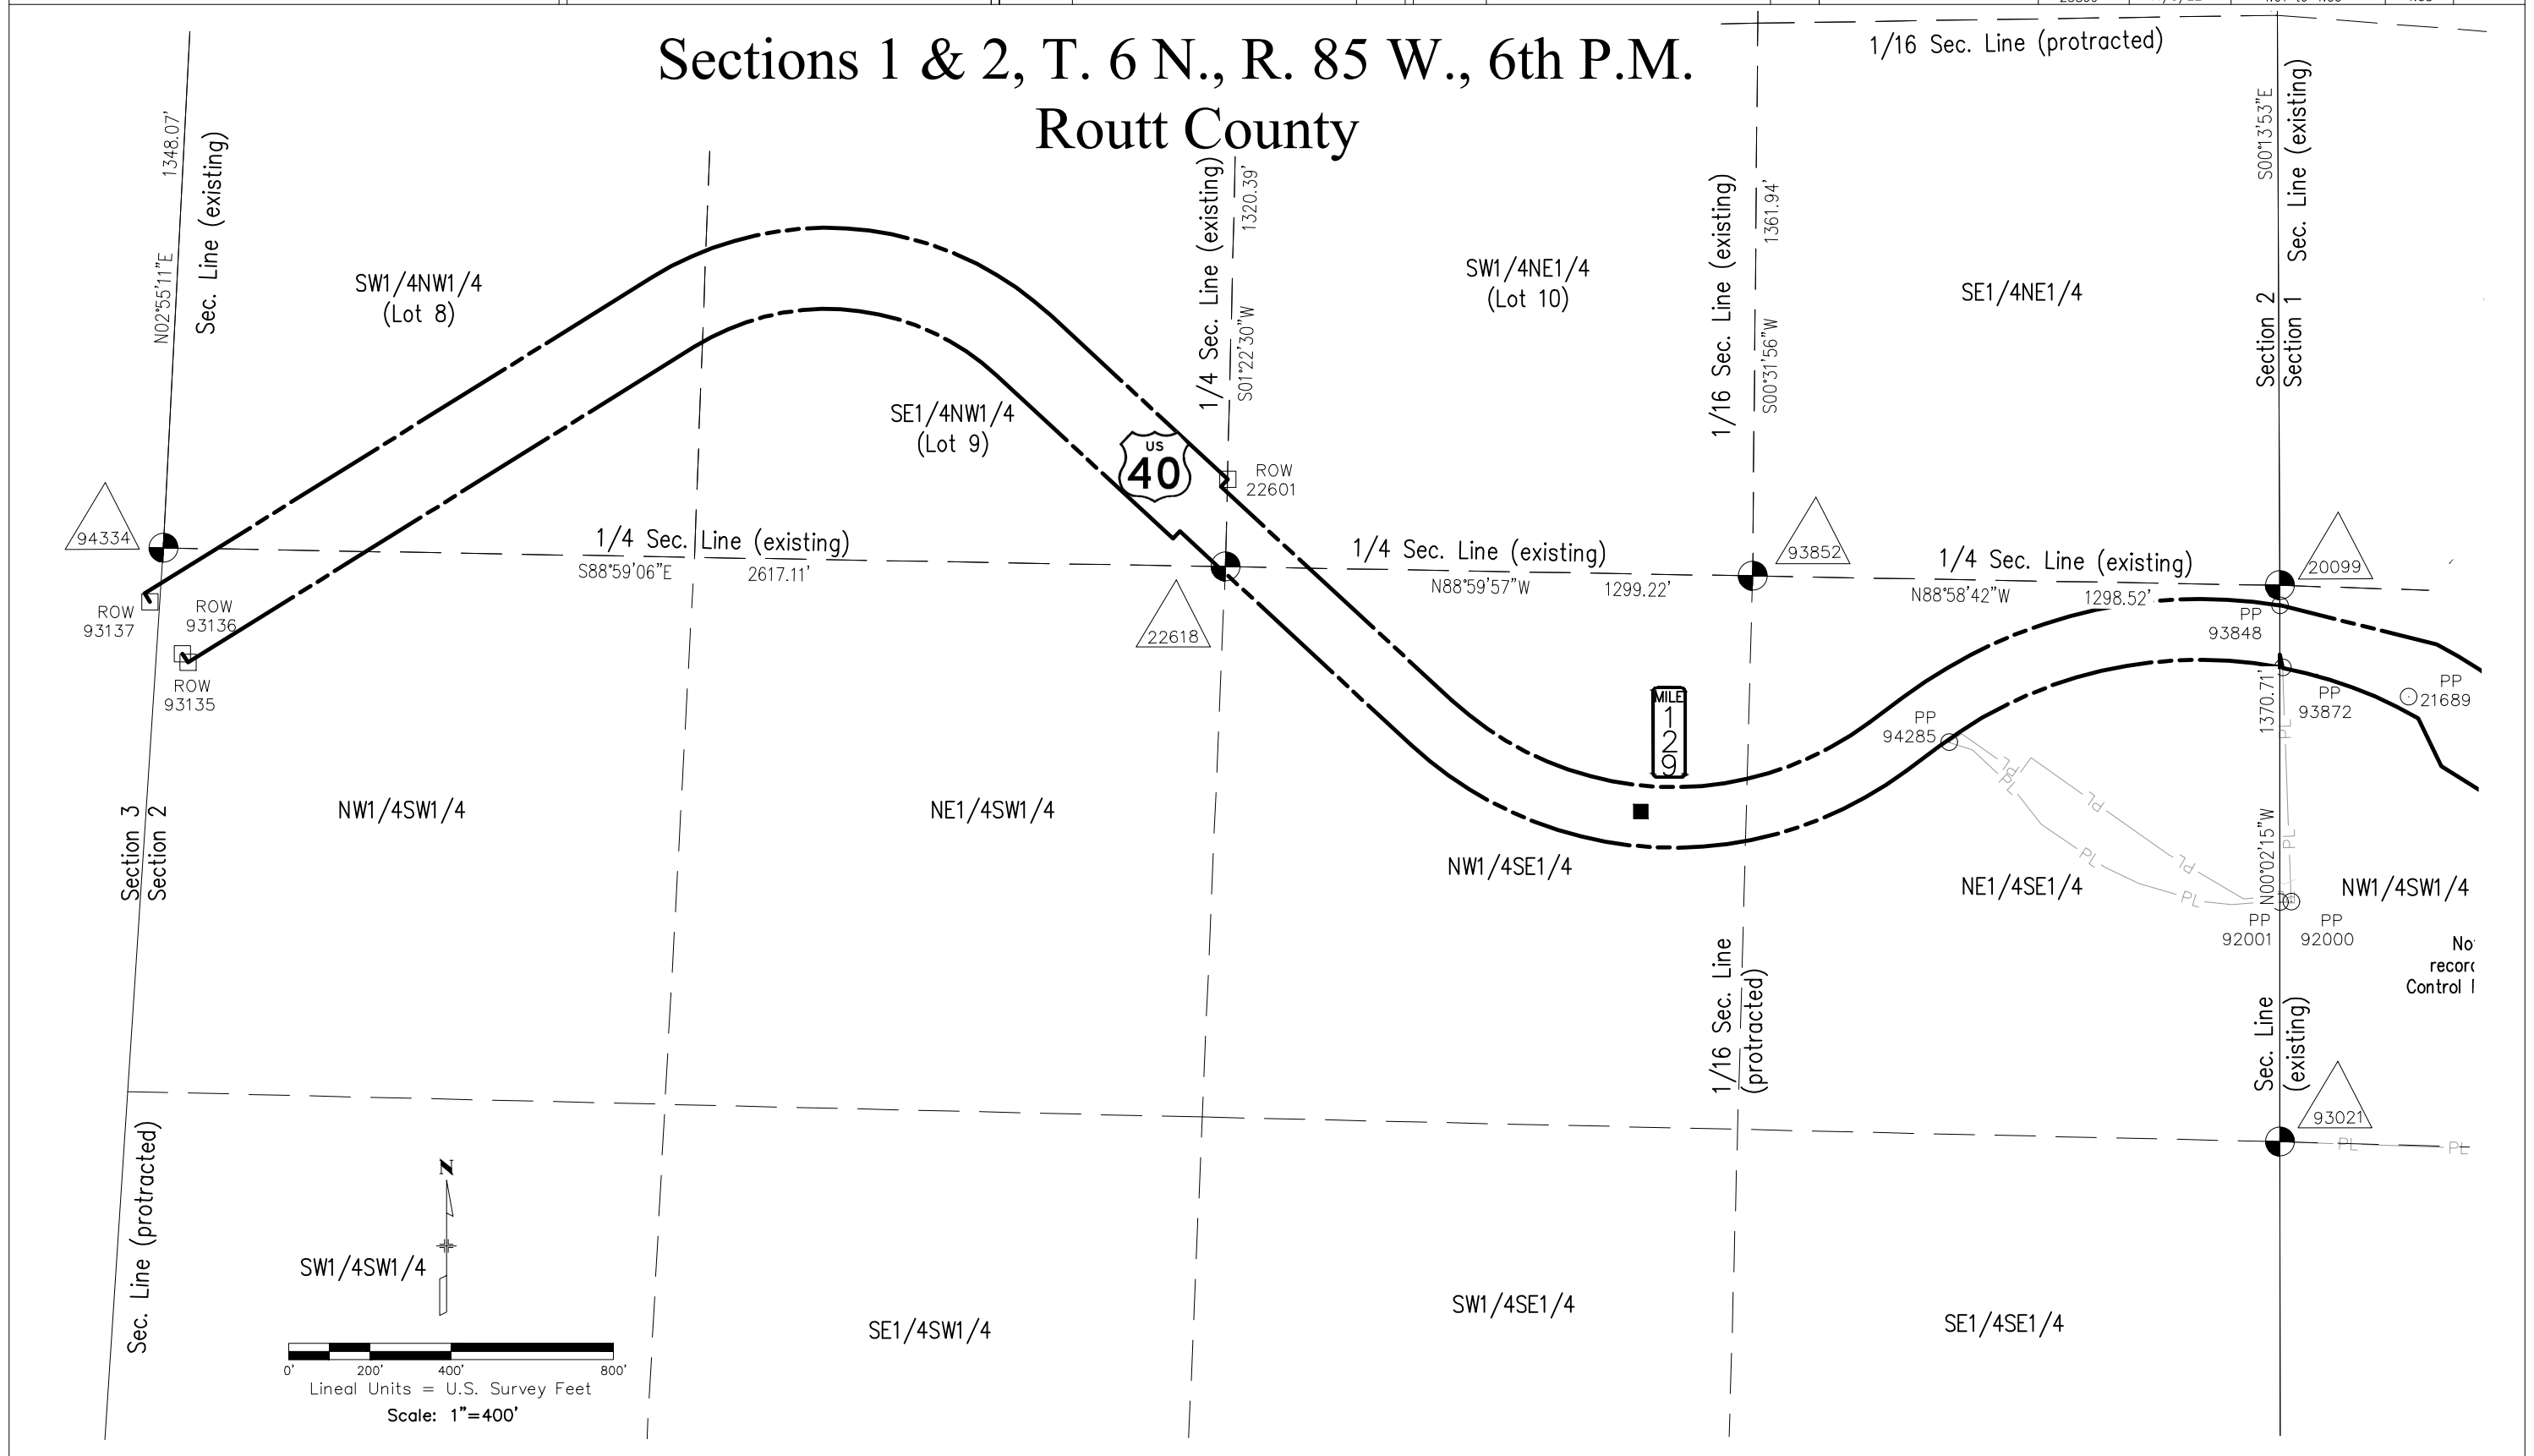 Sections 1 & 2, T. 6 N., R. 85 W., 6th P.M.
Routt County
1/16 Sec. Line (protracted)
1348.07'
N02°55'11"E
Sec. Line (existing)
SW1/4NW1/4
(Lot 8)
SE1/4NW1/4
(Lot 9)
1/4 Sec. Line (existing)
1320.39'
S01°22'30"W
SW1/4NE1/4
(Lot 10)
1/16 Sec. Line (existing)
1361.94'
S00°31'56"W
SE1/4NE1/4
S00°13'53"E
Sec. Line (existing)
Section 2
Section 1
US
40
ROW
22601
94334
1/4 Sec. Line (existing)
S88°59'06"E
2617.11'
1/4 Sec. Line (existing)
N88°59'57"W
1299.22'
93852
1/4 Sec. Line (existing)
N88°58'42"W
1298.52'
20099
ROW
93137
ROW
93136
ROW
93135
22618
PP
93848
1370.71'
PP
93872
PP
21689
MILE
1
2
9
PP
94285
PL
PL
PL
PL
PL
PL
PL
PL
N00°02'15"W
Section 3
Section 2
NW1/4SW1/4
NE1/4SW1/4
NW1/4SE1/4
NE1/4SE1/4
NW1/4SW1/4
PP
92001
PP
92000
Control
1/16 Sec. Line
(protracted)
Sec. Line
(existing)
93021
PL
PL
Sec. Line (protracted)
N
SW1/4SW1/4
SE1/4SW1/4
SW1/4SE1/4
SE1/4SE1/4
0' 200' 400' 800'
Lineal Units = U.S. Survey Feet
Scale: 1"=400'